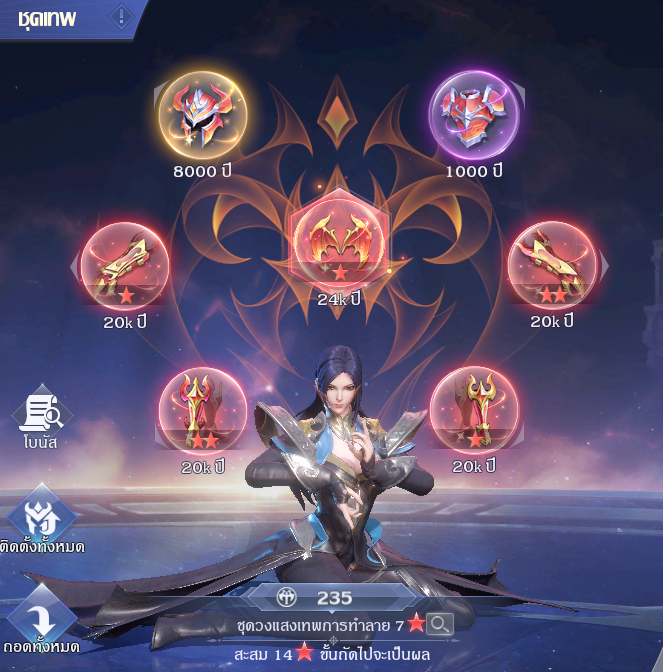 ชุดเทพ
8000 ปี
1000 ปี
24k ปี
20k ปี
20k ปี
20k ปี
20k ปี
โบนัส
ติดตั้งทั้งหมด
ถอดทั้งหมด
235
ชุดวงแสงเทพการทำลาย 7
สะสม 14 ขั้นถัดไปจะเป็นผล